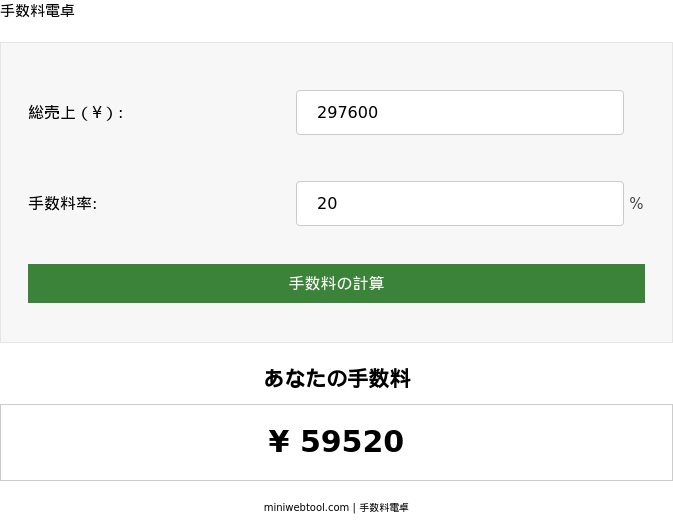 手数料電卓
総売上 (￥) :
297600
手数料率:
20
%
手数料の計算
あなたの手数料
¥ 59520
miniwebtool.com | 手数料電卓